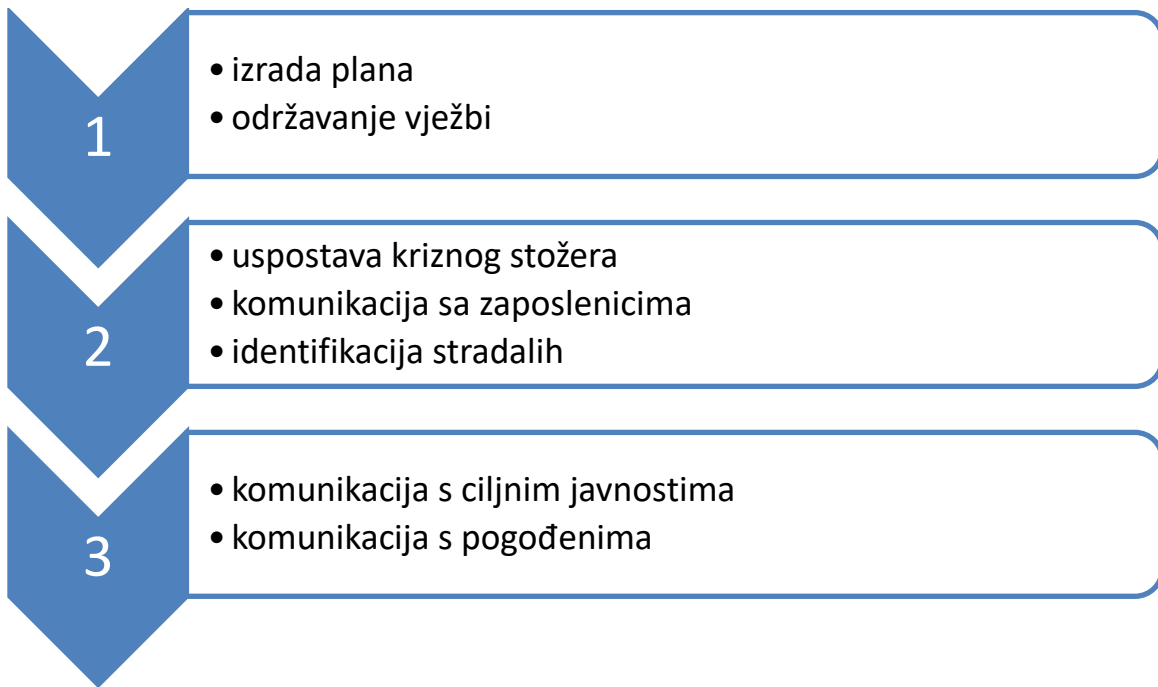 1
• izrada plana
• održavanje vježbi
2
• uspostava kriznog stožera
• komunikacija sa zaposlenicima
• identifikacija stradalih
3
• komunikacija s ciljnim javnostima
• komunikacija s pogođenima